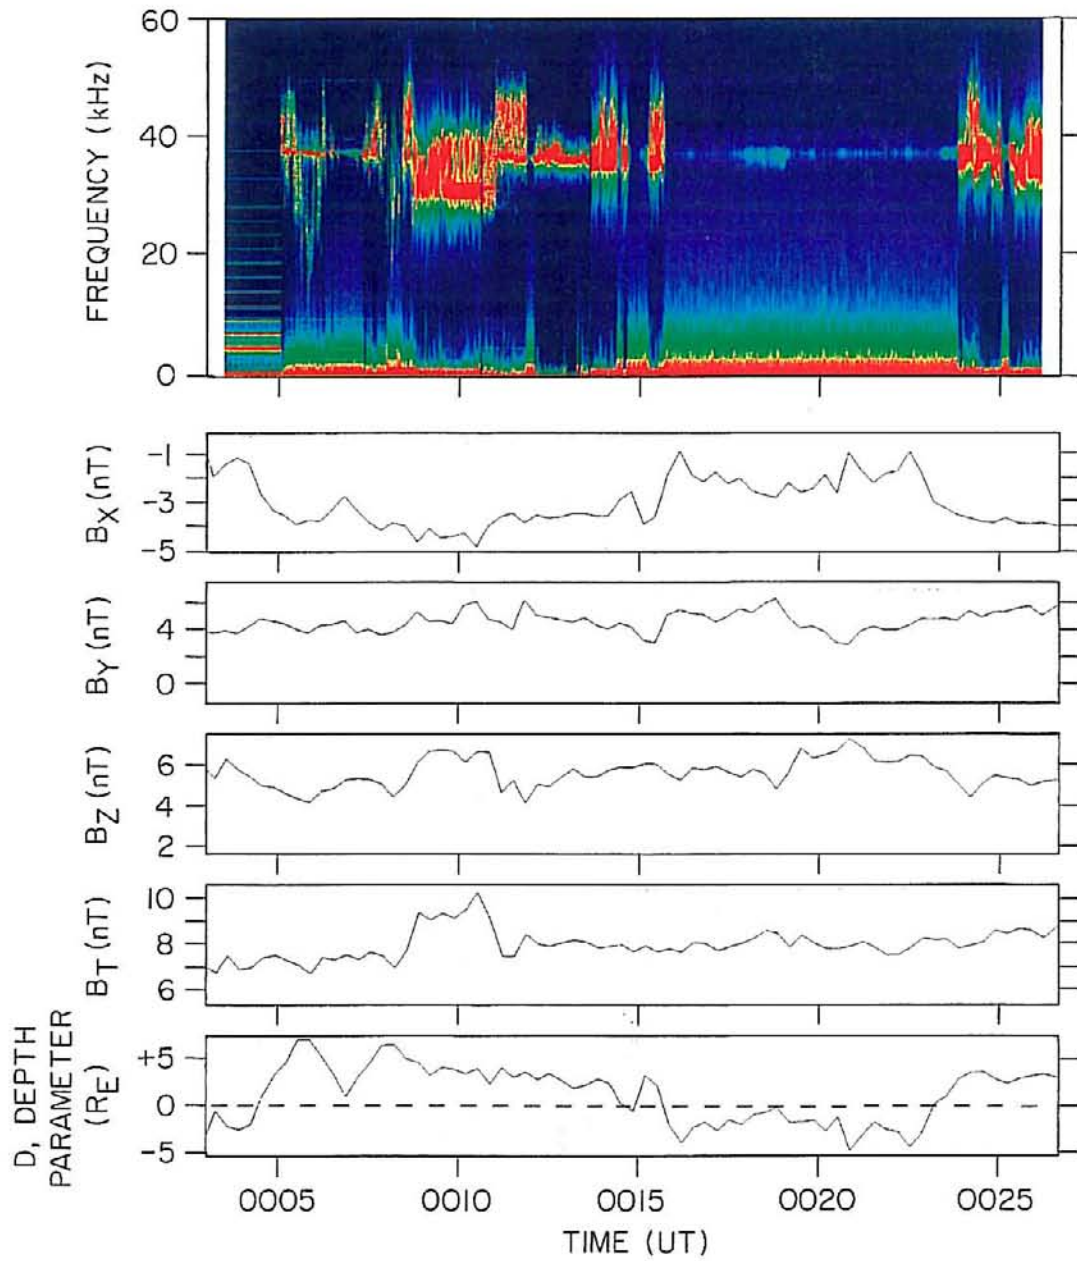 60
40
20
0
FREQUENCY (kHz)
-1
-3
-5
BX (nT)
4
0
BY (nT)
6
4
2
BZ (nT)
10
8
6
BT (nT)
+5
0
-5
D, DEPTH
PARAMETER
(RE)
0005 0010 0015 0020 0025
TIME (UT)